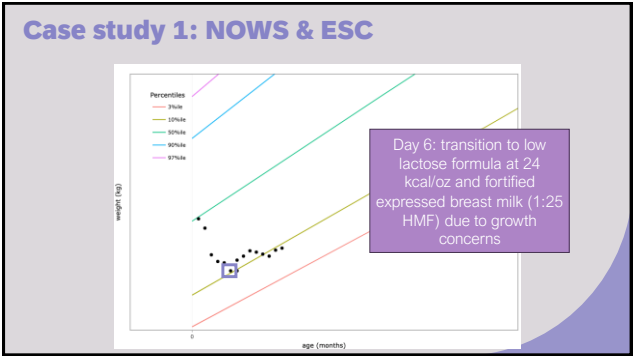 Case study 1: NOWS & ESC
Percentiles
3%ile
10%ile
50%ile
90%ile
97%ile
weight (kg)
Day 6: transition to low
lactose formula at 24
kcal/oz and fortified
expressed breast milk (1:25
HMF) due to growth
concerns
0
age (months)